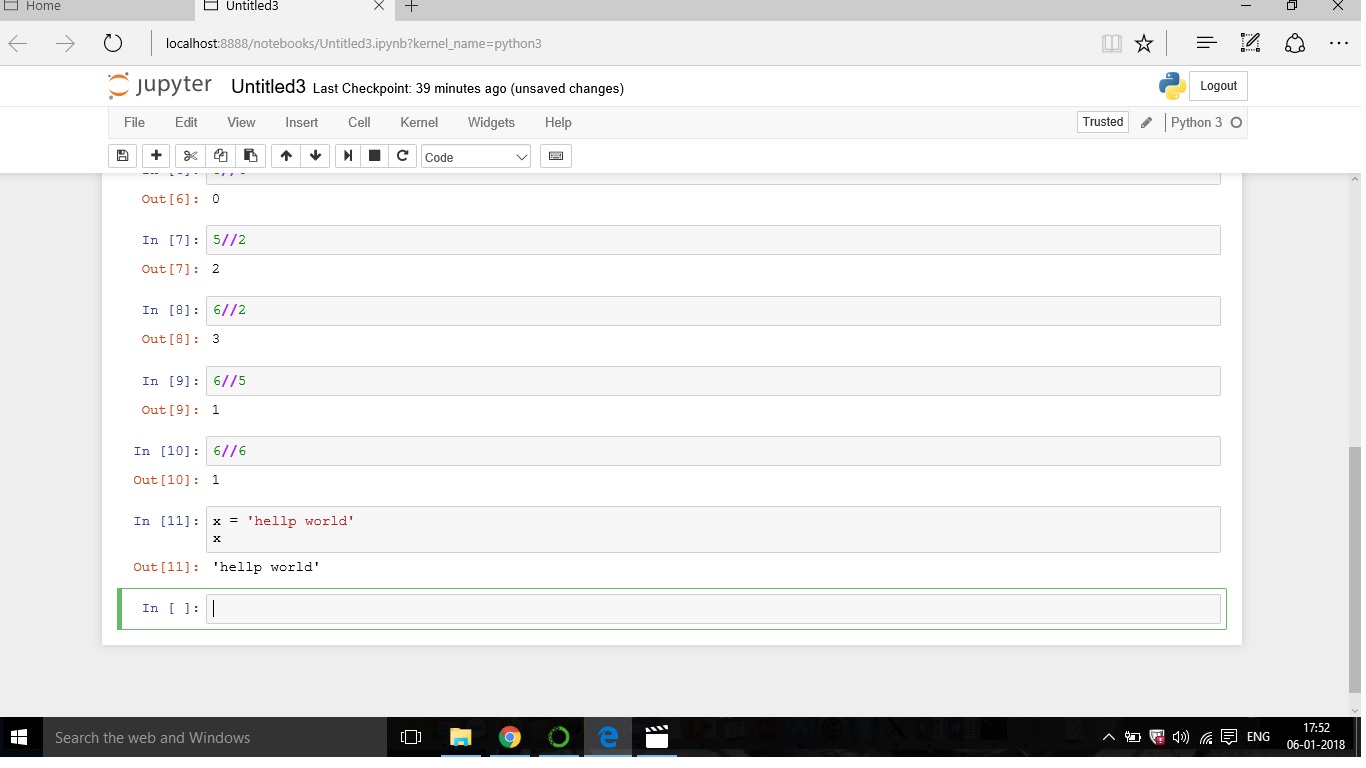 Home
Untitled3
localhost:8888/notebooks/Untitled3.ipynb?kernel_name=python3
jupyter Untitled3 Last Checkpoint: 39 minutes ago (unsaved changes)
Logout
File Edit View Insert Cell Kernel Widgets Help
Trusted
Python 3
Code
Out[6]: 0
In [7]: 5//2
Out[7]: 2
In [8]: 6//2
Out[8]: 3
In [9]: 6//5
Out[9]: 1
In [10]: 6//6
Out[10]: 1
In [11]: x = 'hellp world'
x
Out[11]: 'hellp world'
In [ ]:
Search the web and Windows
ENG
17:52
06-01-2018